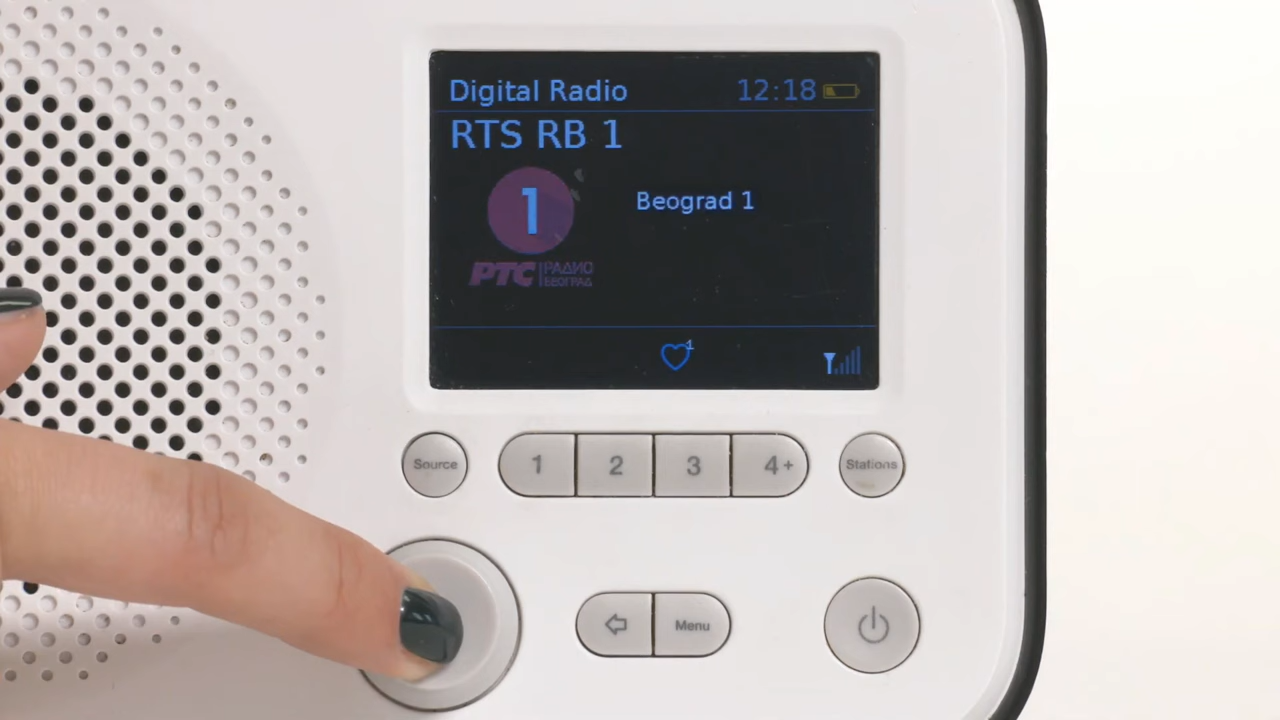 Digital Radio 12:18
RTS RB 1
1
Beograd 1
РТС РАДИО
БЕОГРАД
1
Source 1 2 3 4+ Stations
Menu